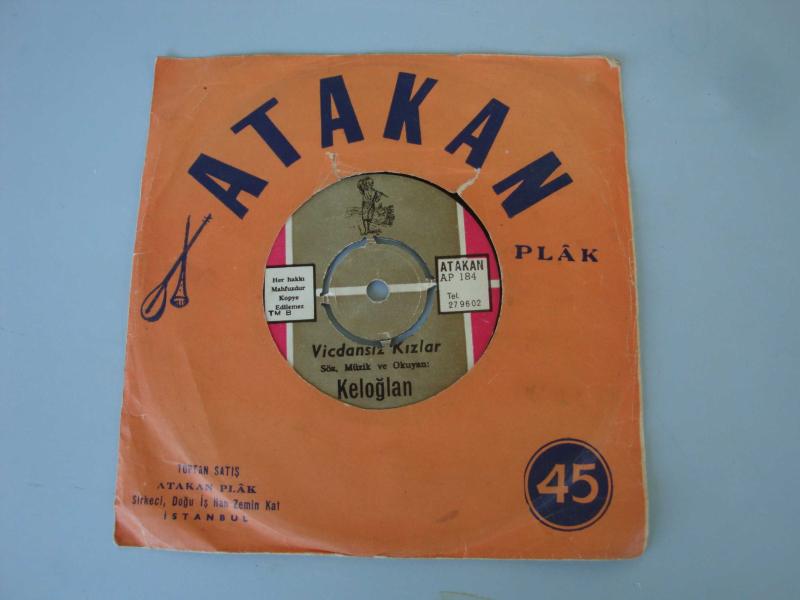 ATAKAN
PLÂK
Her hakkı
Mahfuzdur
Kopye
Edilemez
TM B
ATAKAN
AP 184
Tel.
27 96 02
Vicdansız Kızlar
Söz, Müzik ve Okuyan:
Keloğlan
TOPTAN SATIŞ
ATAKAN PLÂK
Sirkeci, Doğu İş Han Zemin Kat
İSTANBUL
45